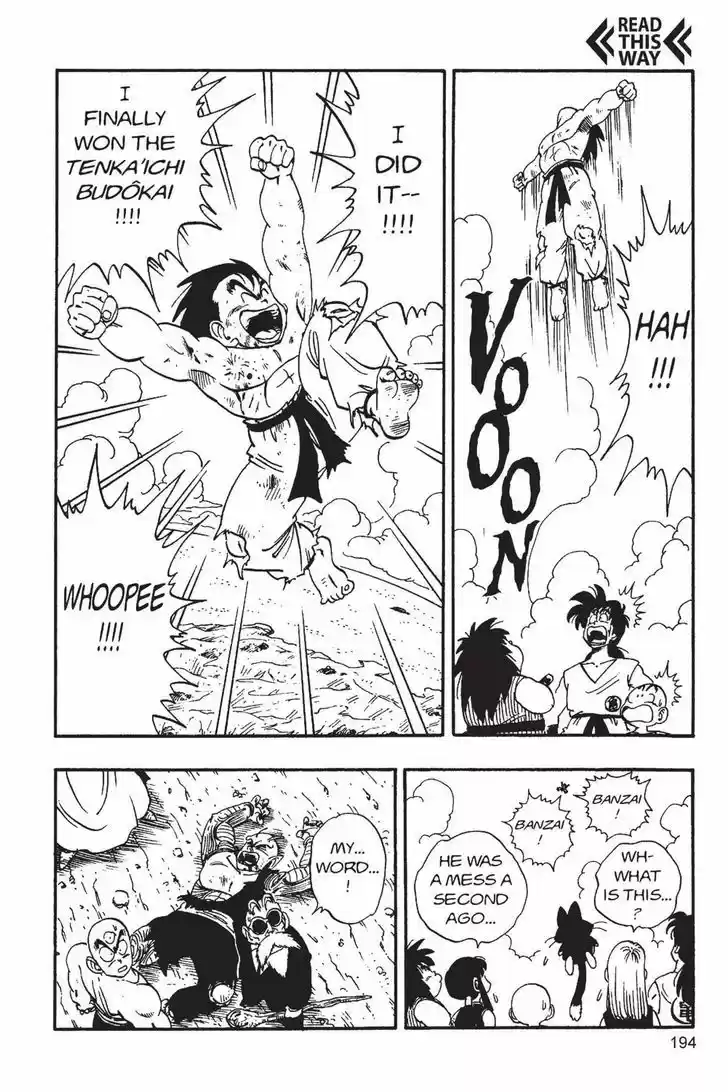 READ
THIS
WAY
HAH
!!!
VOOON
I
DID
IT--
!!!!
I
FINALLY
WON THE
TENKA'ICHI
BUDÔKAI
!!!!
WHOOPEE
!!!!
BANZAI
!
BANZAI
!
WH-
WHAT
IS THIS...
?
HE WAS
A MESS A
SECOND
AGO...
MY...
WORD...
!
194